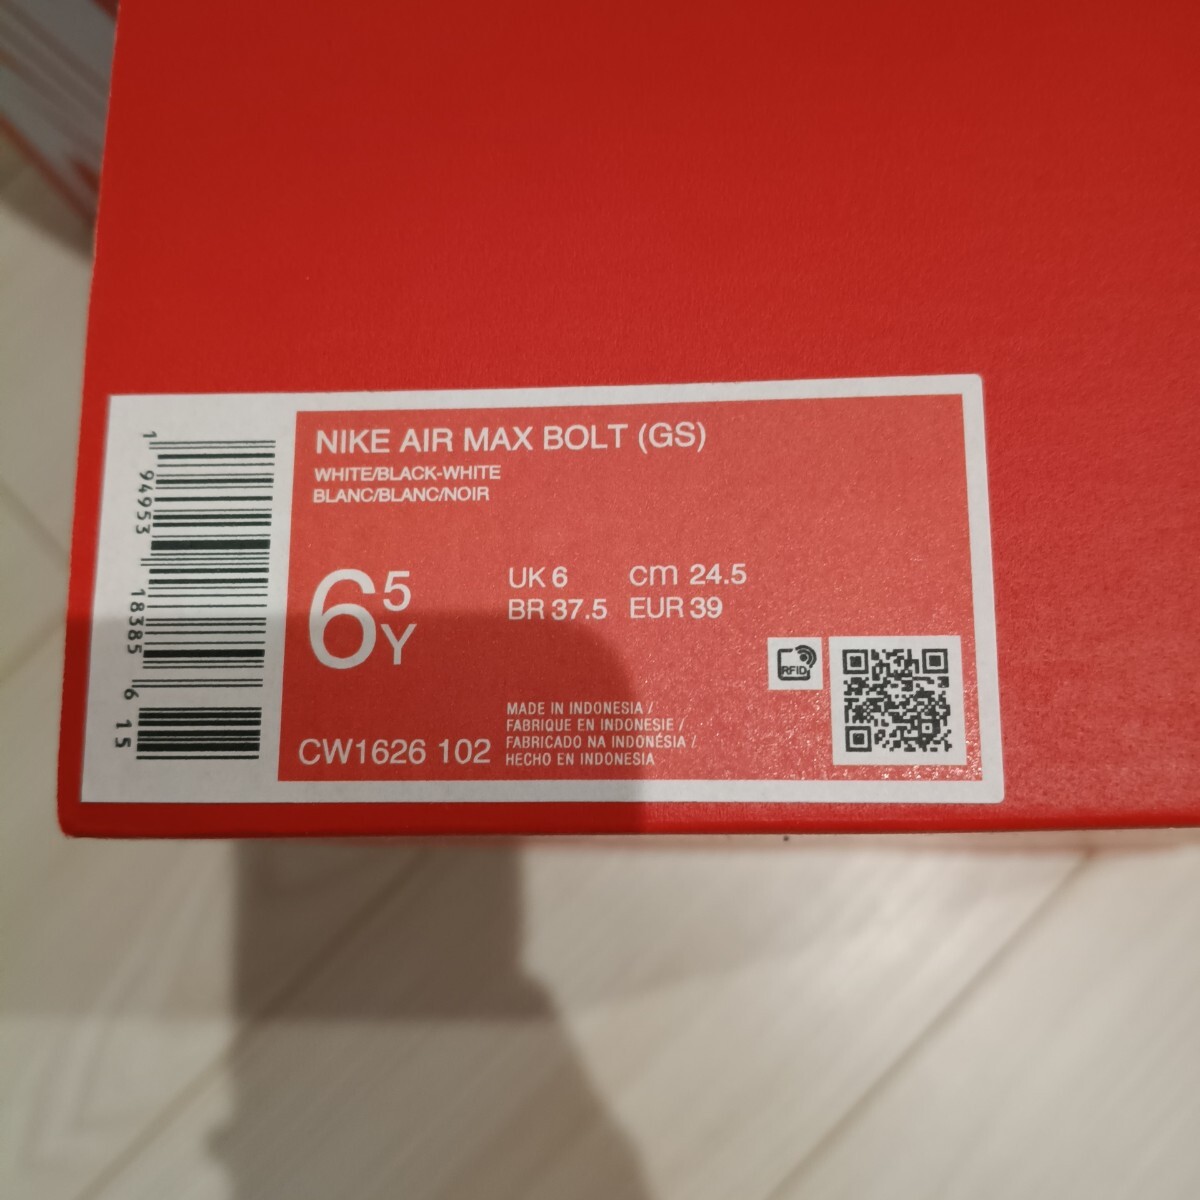 NIKE AIR MAX BOLT (GS)
WHITE/BLACK-WHITE
BLANC/BLANC/NOIR
6 5 Y
UK 6 cm 24.5
BR 37.5 EUR 39
RFID
MADE IN INDONESIA /
FABRIQUE EN INDONESIE /
FABRICADO NA INDONÉSIA /
HECHO EN INDONESIA
CW1626 102
1 94953 18385 6 15